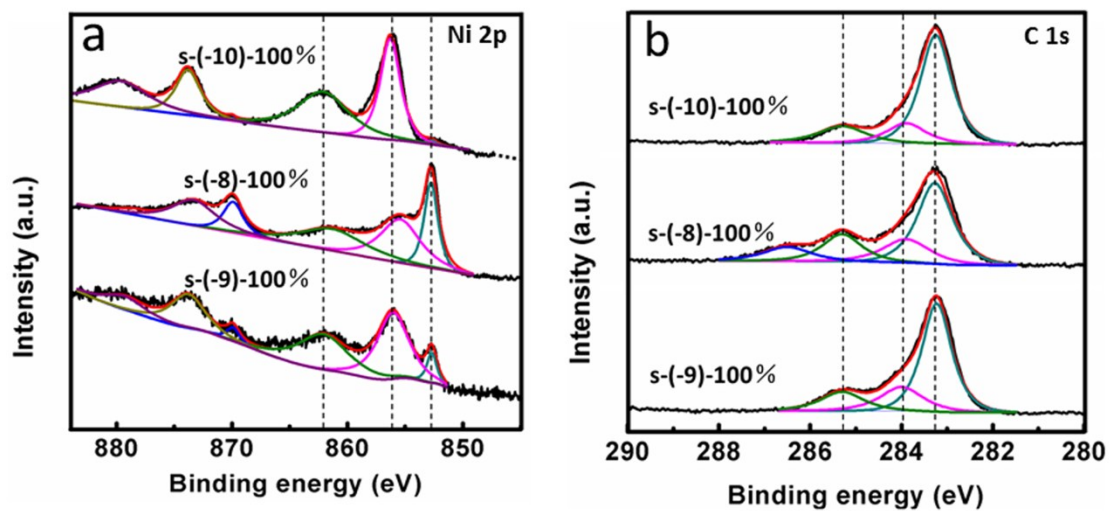 a
Ni 2p
s-(-10)-100%
s-(-8)-100%
s-(-9)-100%
Intensity (a.u.)
880 870 860 850
Binding energy (eV)
b
C 1s
s-(-10)-100%
s-(-8)-100%
s-(-9)-100%
Intensity (a.u.)
290 288 286 284 282 280
Binding energy (eV)